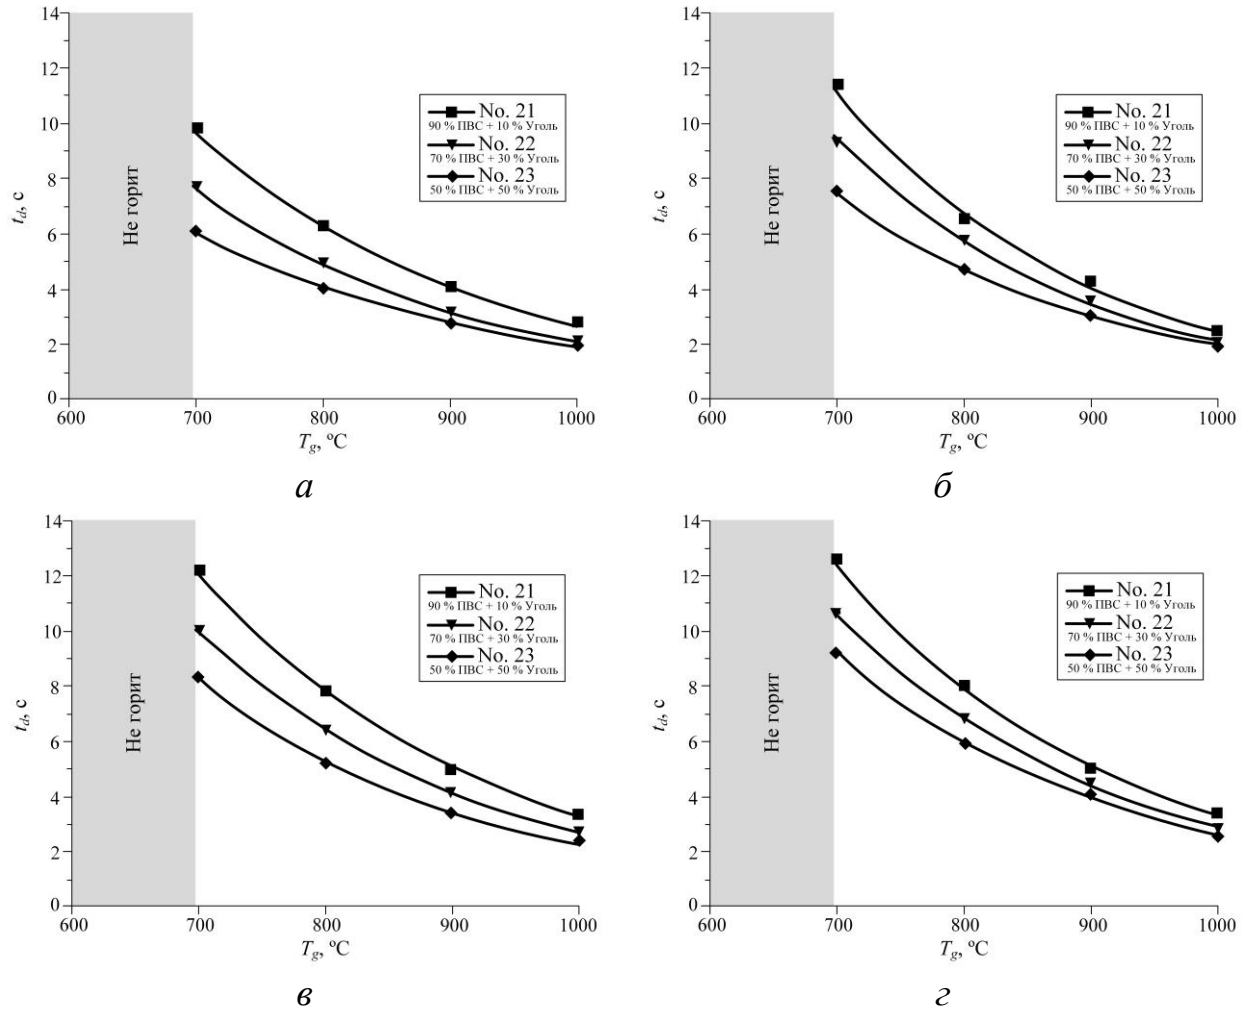 14
12
10
8
6
4
2
0
t_d, с
Не горит
No. 21
90 % ПВС + 10 % Уголь
No. 22
70 % ПВС + 30 % Уголь
No. 23
50 % ПВС + 50 % Уголь
600 700 800 900 1000
T_g, ºC
а
14
12
10
8
6
4
2
0
t_d, с
Не горит
No. 21
90 % ПВС + 10 % Уголь
No. 22
70 % ПВС + 30 % Уголь
No. 23
50 % ПВС + 50 % Уголь
600 700 800 900 1000
T_g, ºC
б
14
12
10
8
6
4
2
0
t_d, с
Не горит
No. 21
90 % ПВС + 10 % Уголь
No. 22
70 % ПВС + 30 % Уголь
No. 23
50 % ПВС + 50 % Уголь
600 700 800 900 1000
T_g, ºC
в
14
12
10
8
6
4
2
0
t_d, с
Не горит
No. 21
90 % ПВС + 10 % Уголь
No. 22
70 % ПВС + 30 % Уголь
No. 23
50 % ПВС + 50 % Уголь
600 700 800 900 1000
T_g, ºC
г